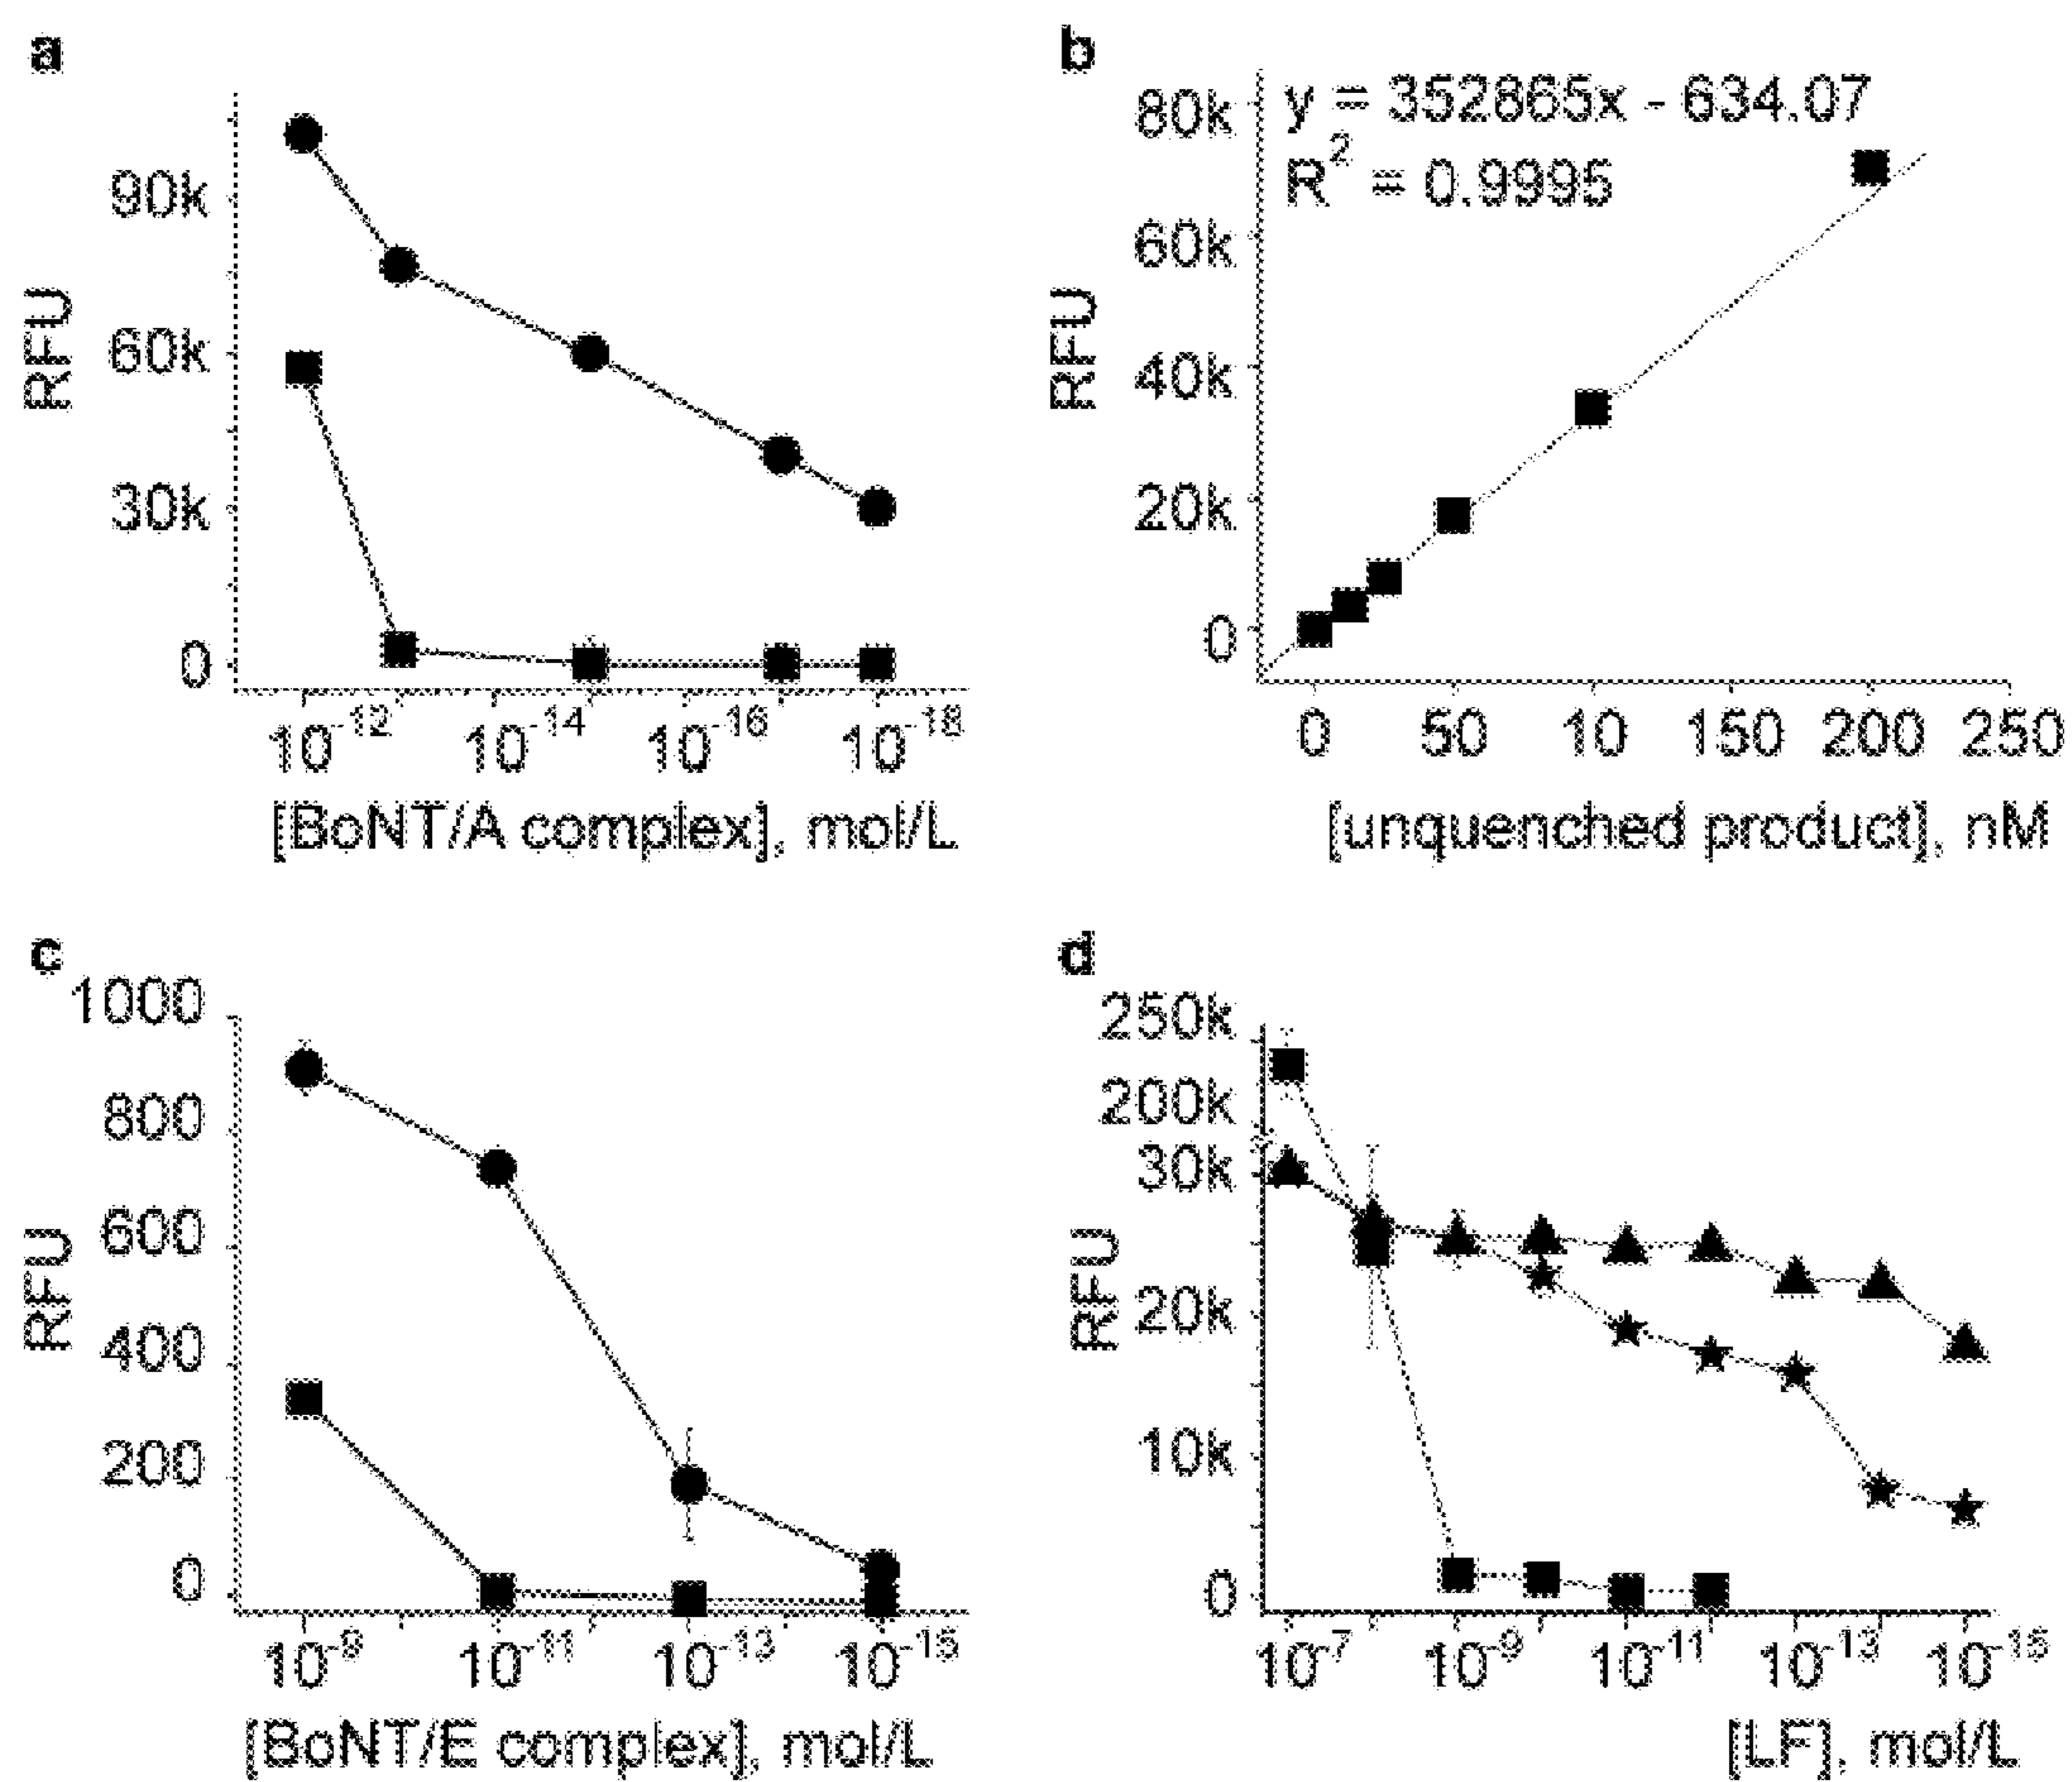 a
90k
60k
30k
0
RFU
10^-12 10^-14 10^-16 10^-18
[BoNT/A complex], mol/L
b
y = 352865x - 634.07
R^2 = 0.9995
80k
60k
40k
20k
0
RFU
0 50 10 150 200 250
[unquenched product], nM
c
1000
800
600
400
200
0
RFU
10^-9 10^-11 10^-13 10^-15
[BoNT/E complex], mol/L
d
250k
200k
30k
20k
10k
0
RFU
10^-7 10^-9 10^-11 10^-13 10^-15
[LF], mol/L